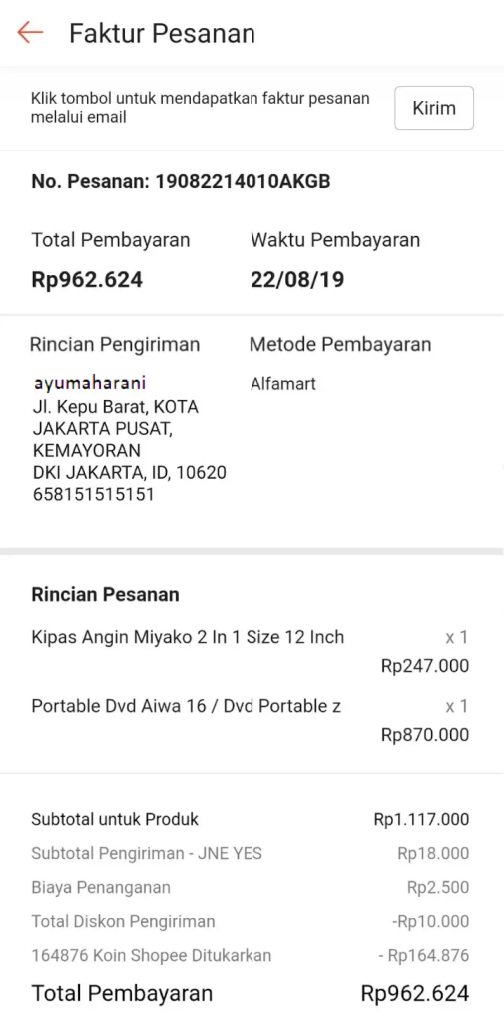 Faktur Pesanan
Klik tombol untuk mendapatkan faktur pesanan
melalui email
Kirim
No. Pesanan: 19082214010AKGB
Total Pembayaran Waktu Pembayaran
Rp962.624 22/08/19
Rincian Pengiriman Metode Pembayaran
ayumaharani Alfamart
Jl. Kepu Barat, KOTA
JAKARTA PUSAT,
KEMAYORAN
DKI JAKARTA, ID, 10620
658151515151
Rincian Pesanan
Kipas Angin Miyako 2 In 1 Size 12 Inch x 1
Rp247.000
Portable Dvd Aiwa 16 / Dvd Portable z x 1
Rp870.000
Subtotal untuk Produk Rp1.117.000
Subtotal Pengiriman - JNE YES Rp18.000
Biaya Penanganan Rp2.500
Total Diskon Pengiriman -Rp10.000
164876 Koin Shopee Ditukarkan - Rp164.876
Total Pembayaran Rp962.624